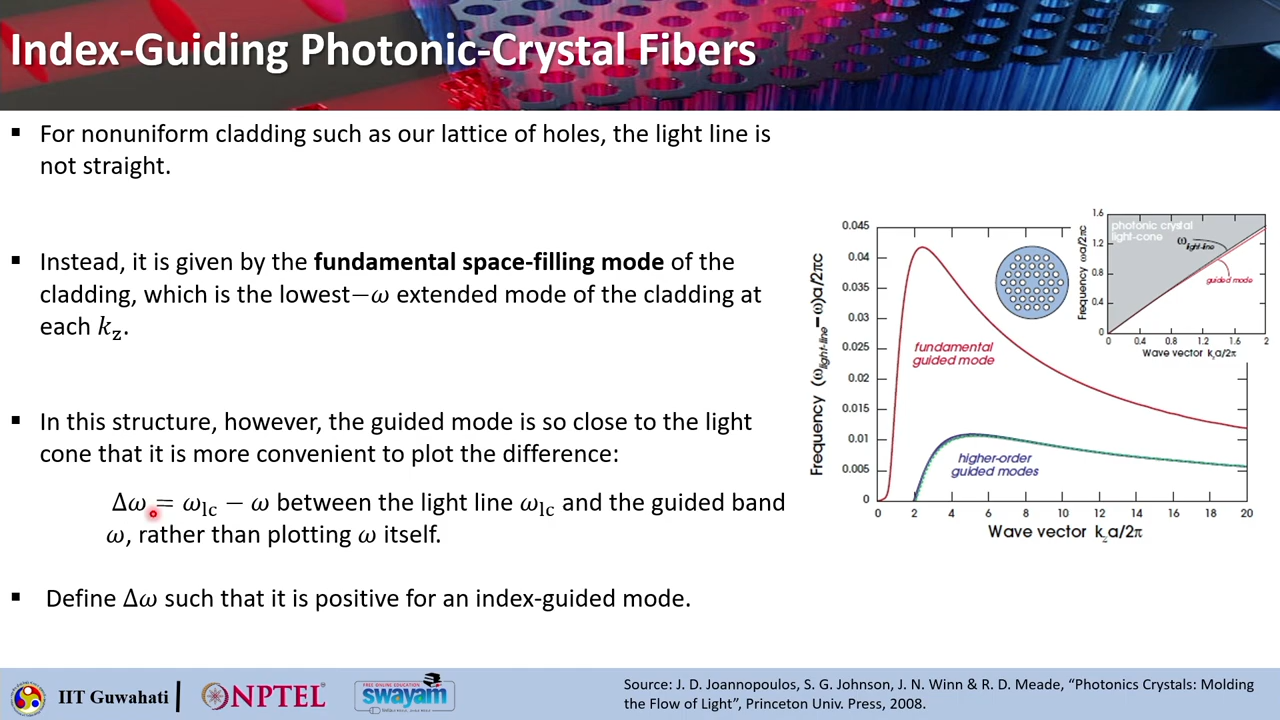 Index-Guiding Photonic-Crystal Fibers
▪ For nonuniform cladding such as our lattice of holes, the light line is
not straight.
▪ Instead, it is given by the fundamental space-filling mode of the
cladding, which is the lowest−ω extended mode of the cladding at
each k_z.
▪ In this structure, however, the guided mode is so close to the light
cone that it is more convenient to plot the difference:
Δω = ω_lc − ω between the light line ω_lc and the guided band
ω, rather than plotting ω itself.
▪ Define Δω such that it is positive for an index-guided mode.
Frequency (ω_light-line − ω)a/2πc
0.045
0.04
0.035
0.03
0.025
0.02
0.015
0.01
0.005
0
0 2 4 6 8 10 12 14 16 18 20
Wave vector k_z a/2π
fundamental
guided mode
higher-order
guided modes
Frequency ωa/2πc
1.6
1.2
0.8
0.4
0
0 0.4 0.8 1.2 1.6 2
Wave vector k_z a/2π
photonic crystal
light-cone
ω_light-line
guided mode
IIT Guwahati
NPTEL
FREE ONLINE EDUCATION
swayam
Source: J. D. Joannopoulos, S. G. Johnson, J. N. Winn & R. D. Meade, “Photonics Crystals: Molding
the Flow of Light”, Princeton Univ. Press, 2008.